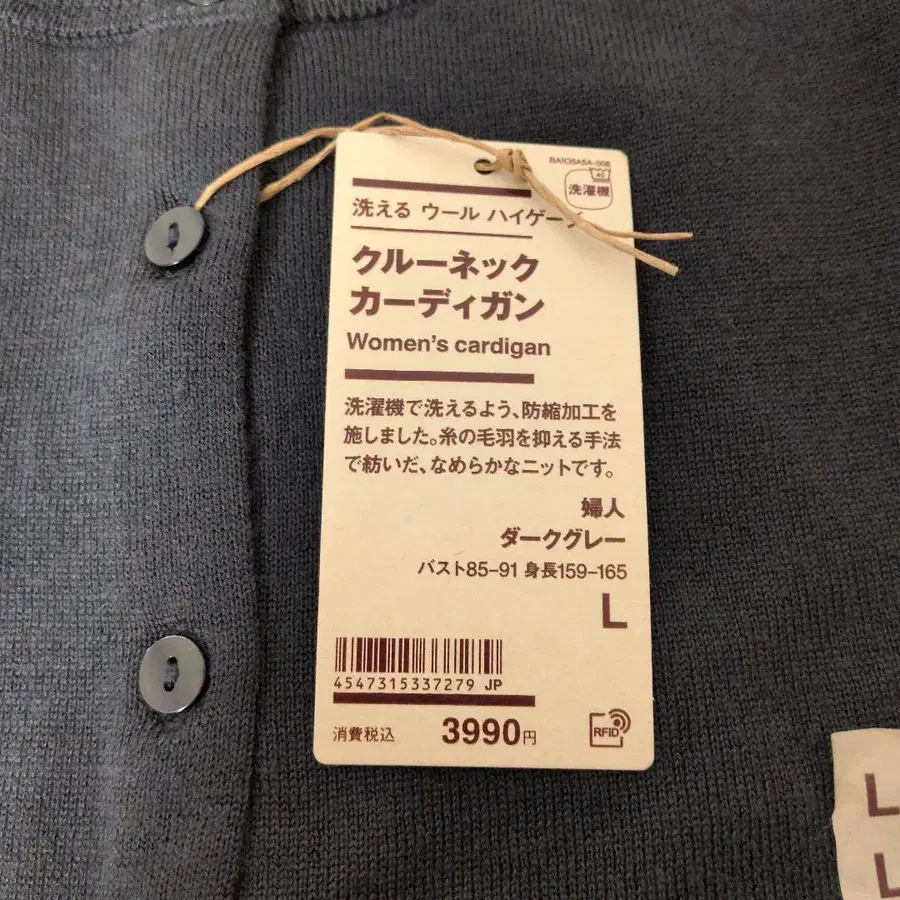 BAIO6A5A-006
40
洗濯機
洗える ウール ハイゲージ
クルーネック
カーディガン
Women's cardigan
洗濯機で洗えるよう、防縮加工を
施しました。糸の毛羽を抑える手法
で紡いだ、なめらかなニットです。
婦人
ダークグレー
バスト85-91 身長159-165
L
4547315337279 JP
消費税込 3990円
RFID
L
L